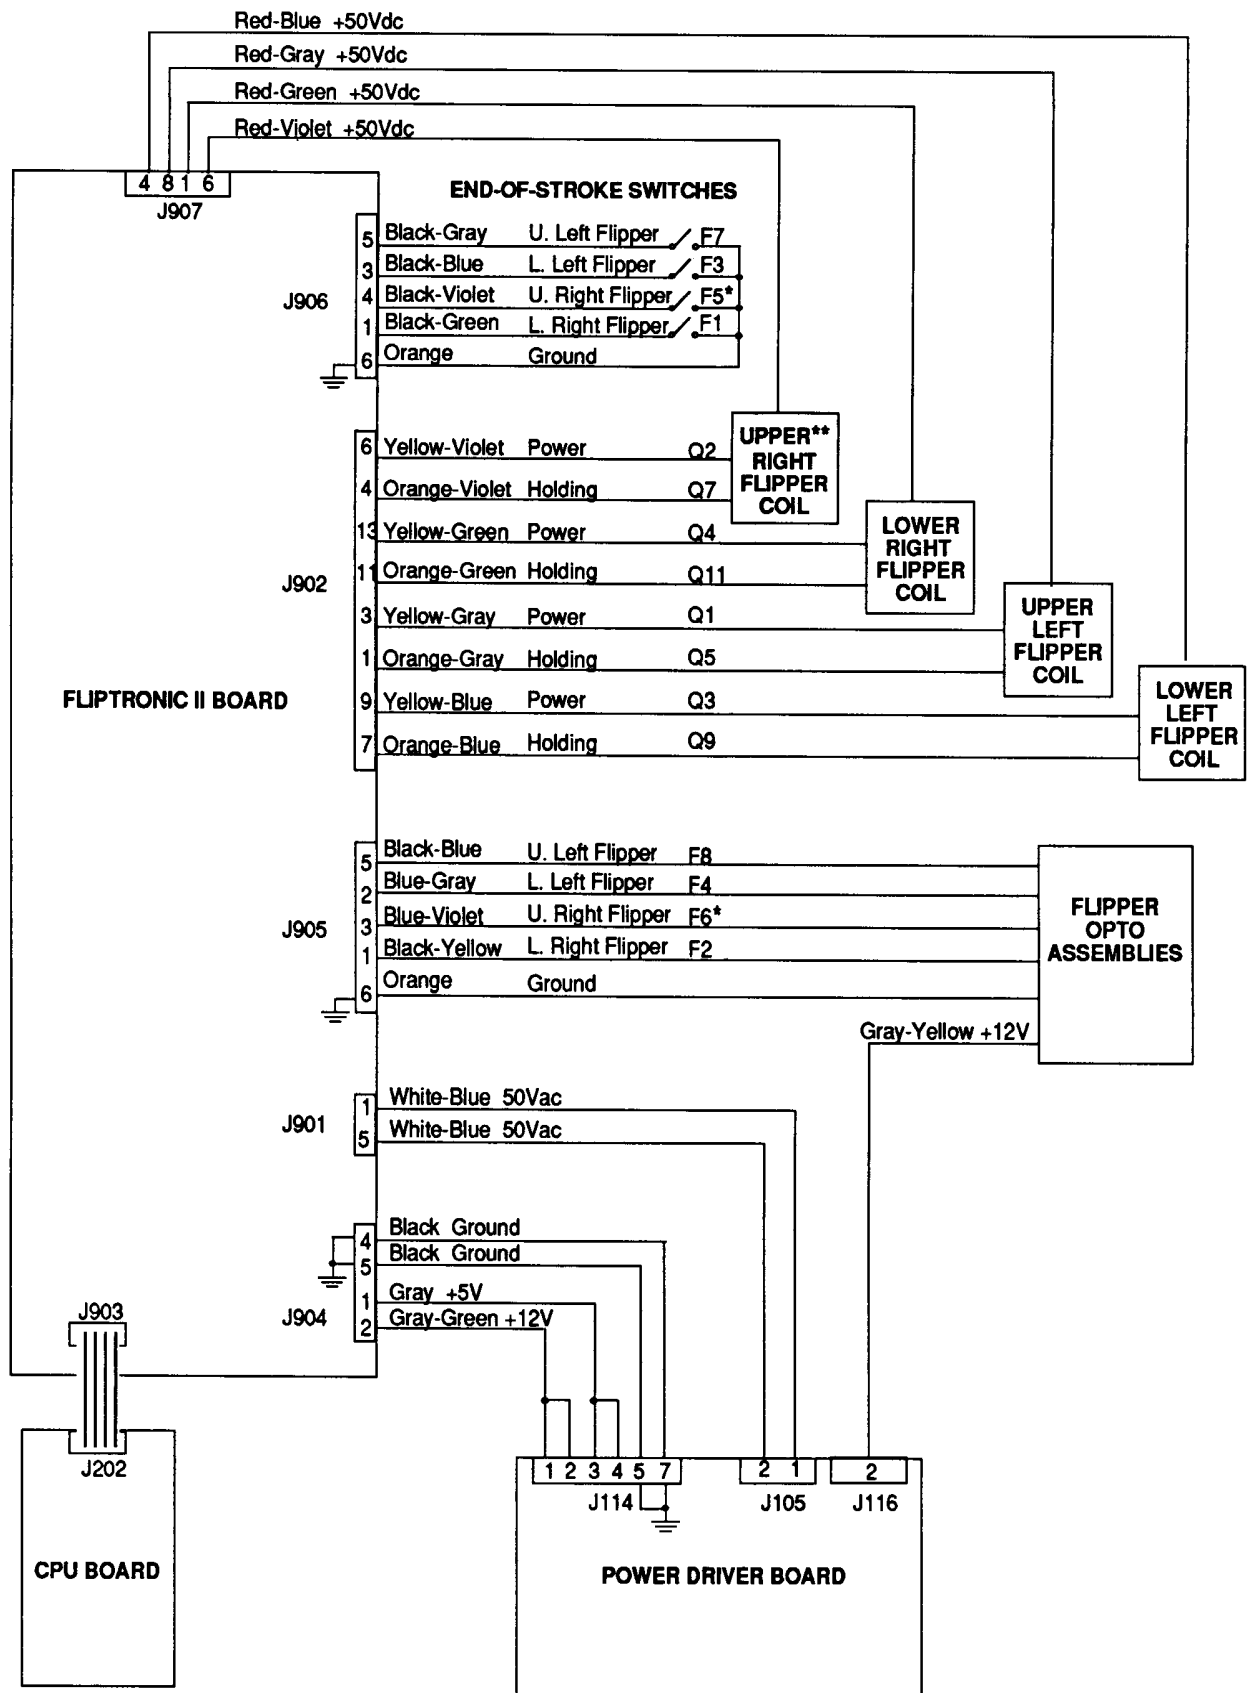 Red-Blue +50Vdc
Red-Gray +50Vdc
Red-Green +50Vdc
Red-Violet +50Vdc
4 8 1 6
J907
END-OF-STROKE SWITCHES
5 Black-Gray U. Left Flipper F7
3 Black-Blue L. Left Flipper F3
J906
4 Black-Violet U. Right Flipper F5*
1 Black-Green L. Right Flipper F1
6 Orange Ground
UPPER**
RIGHT
FLIPPER
COIL
6 Yellow-Violet Power Q2
4 Orange-Violet Holding Q7
LOWER
RIGHT
FLIPPER
COIL
13 Yellow-Green Power Q4
11 Orange-Green Holding Q11
J902
UPPER
LEFT
FLIPPER
COIL
3 Yellow-Gray Power Q1
1 Orange-Gray Holding Q5
FLIPTRONIC II BOARD
LOWER
LEFT
FLIPPER
COIL
9 Yellow-Blue Power Q3
7 Orange-Blue Holding Q9
5 Black-Blue U. Left Flipper F8
2 Blue-Gray L. Left Flipper F4
J905
3 Blue-Violet U. Right Flipper F6*
1 Black-Yellow L. Right Flipper F2
6 Orange Ground
FLIPPER
OPTO
ASSEMBLIES
Gray-Yellow +12V
1 White-Blue 50Vac
J901
5 White-Blue 50Vac
4 Black Ground
5 Black Ground
1 Gray +5V
J904
2 Gray-Green +12V
J903
J202
1 2 3 4 5 7
J114
2 1
J105
2
J116
CPU BOARD
POWER DRIVER BOARD